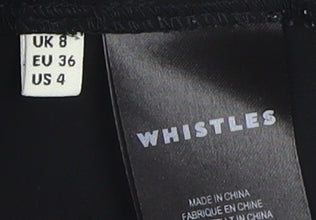 UK 8
EU 36
US 4
WHISTLES
MADE IN CHINA
FABRIQUE EN CHINE